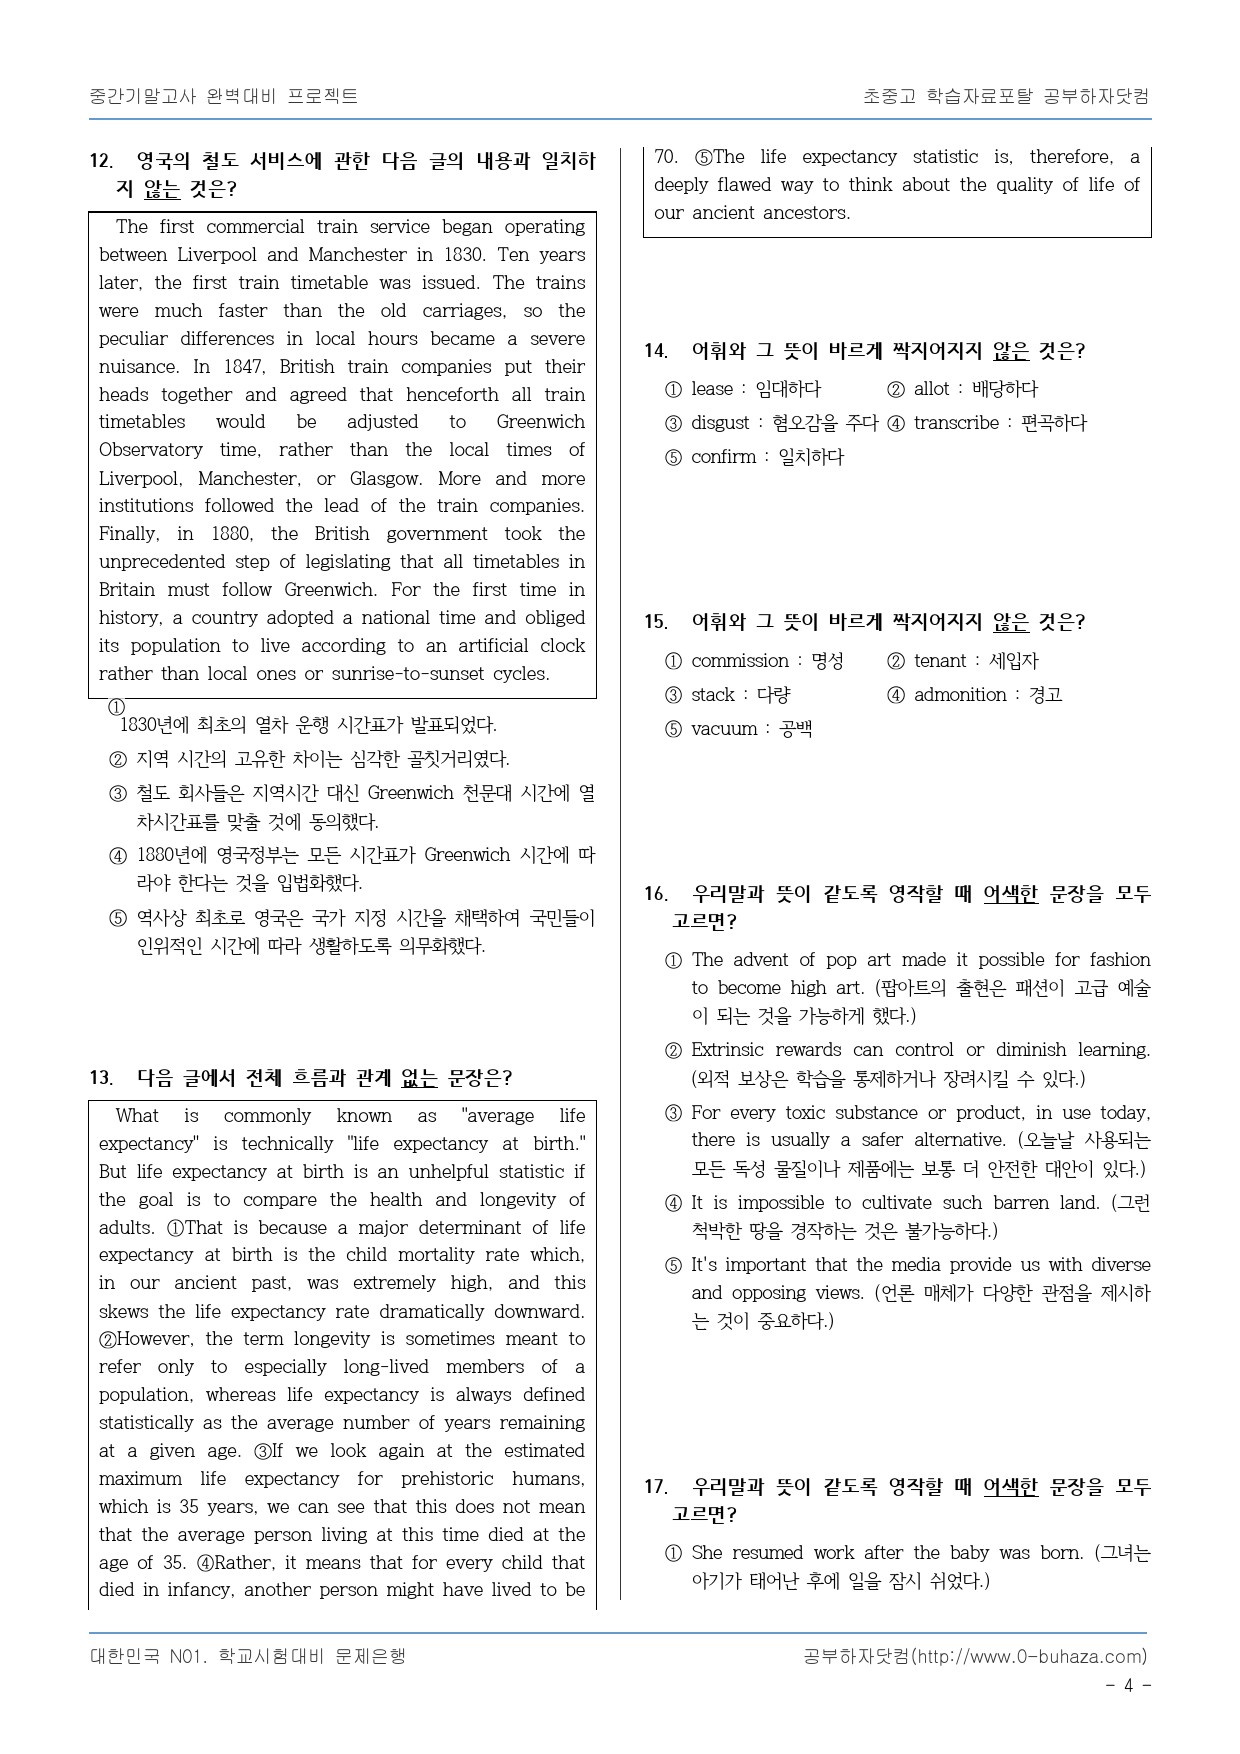 중간기말고사 완벽대비 프로젝트
초중고 학습자료포탈 공부하자닷컴
12. 영국의 철도 서비스에 관한 다음 글의 내용과 일치하
지 않는 것은?
The first commercial train service began operating
between Liverpool and Manchester in 1830. Ten years
later, the first train timetable was issued. The trains
were much faster than the old carriages, so the
peculiar differences in local hours became a severe
nuisance. In 1847, British train companies put their
heads together and agreed that henceforth all train
timetables would be adjusted to Greenwich
Observatory time, rather than the local times of
Liverpool, Manchester, or Glasgow. More and more
institutions followed the lead of the train companies.
Finally, in 1880, the British government took the
unprecedented step of legislating that all timetables in
Britain must follow Greenwich. For the first time in
history, a country adopted a national time and obliged
its population to live according to an artificial clock
rather than local ones or sunrise-to-sunset cycles.
①
1830년에 최초의 열차 운행 시간표가 발표되었다.
② 지역 시간의 고유한 차이는 심각한 골칫거리였다.
③ 철도 회사들은 지역시간 대신 Greenwich 천문대 시간에 열
차시간표를 맞출 것에 동의했다.
④ 1880년에 영국정부는 모든 시간표가 Greenwich 시간에 따
라야 한다는 것을 입법화했다.
⑤ 역사상 최초로 영국은 국가 지정 시간을 채택하여 국민들이
인위적인 시간에 따라 생활하도록 의무화했다.
13. 다음 글에서 전체 흐름과 관계 없는 문장은?
What is commonly known as "average life
expectancy" is technically "life expectancy at birth."
But life expectancy at birth is an unhelpful statistic if
the goal is to compare the health and longevity of
adults. ①That is because a major determinant of life
expectancy at birth is the child mortality rate which,
in our ancient past, was extremely high, and this
skews the life expectancy rate dramatically downward.
②However, the term longevity is sometimes meant to
refer only to especially long-lived members of a
population, whereas life expectancy is always defined
statistically as the average number of years remaining
at a given age. ③If we look again at the estimated
maximum life expectancy for prehistoric humans,
which is 35 years, we can see that this does not mean
that the average person living at this time died at the
age of 35. ④Rather, it means that for every child that
died in infancy, another person might have lived to be
70. ⑤The life expectancy statistic is, therefore, a
deeply flawed way to think about the quality of life of
our ancient ancestors.
14. 어휘와 그 뜻이 바르게 짝지어지지 않은 것은?
① lease : 임대하다 ② allot : 배당하다
③ disgust : 혐오감을 주다 ④ transcribe : 편곡하다
⑤ confirm : 일치하다
15. 어휘와 그 뜻이 바르게 짝지어지지 않은 것은?
① commission : 명성 ② tenant : 세입자
③ stack : 다량 ④ admonition : 경고
⑤ vacuum : 공백
16. 우리말과 뜻이 같도록 영작할 때 어색한 문장을 모두
고르면?
① The advent of pop art made it possible for fashion
to become high art. (팝아트의 출현은 패션이 고급 예술
이 되는 것을 가능하게 했다.)
② Extrinsic rewards can control or diminish learning.
(외적 보상은 학습을 통제하거나 장려시킬 수 있다.)
③ For every toxic substance or product, in use today,
there is usually a safer alternative. (오늘날 사용되는
모든 독성 물질이나 제품에는 보통 더 안전한 대안이 있다.)
④ It is impossible to cultivate such barren land. (그런
척박한 땅을 경작하는 것은 불가능하다.)
⑤ It's important that the media provide us with diverse
and opposing views. (언론 매체가 다양한 관점을 제시하
는 것이 중요하다.)
17. 우리말과 뜻이 같도록 영작할 때 어색한 문장을 모두
고르면?
① She resumed work after the baby was born. (그녀는
아기가 태어난 후에 일을 잠시 쉬었다.)
대한민국 N01. 학교시험대비 문제은행
공부하자닷컴(http://www.0-buhaza.com)
- 4 -